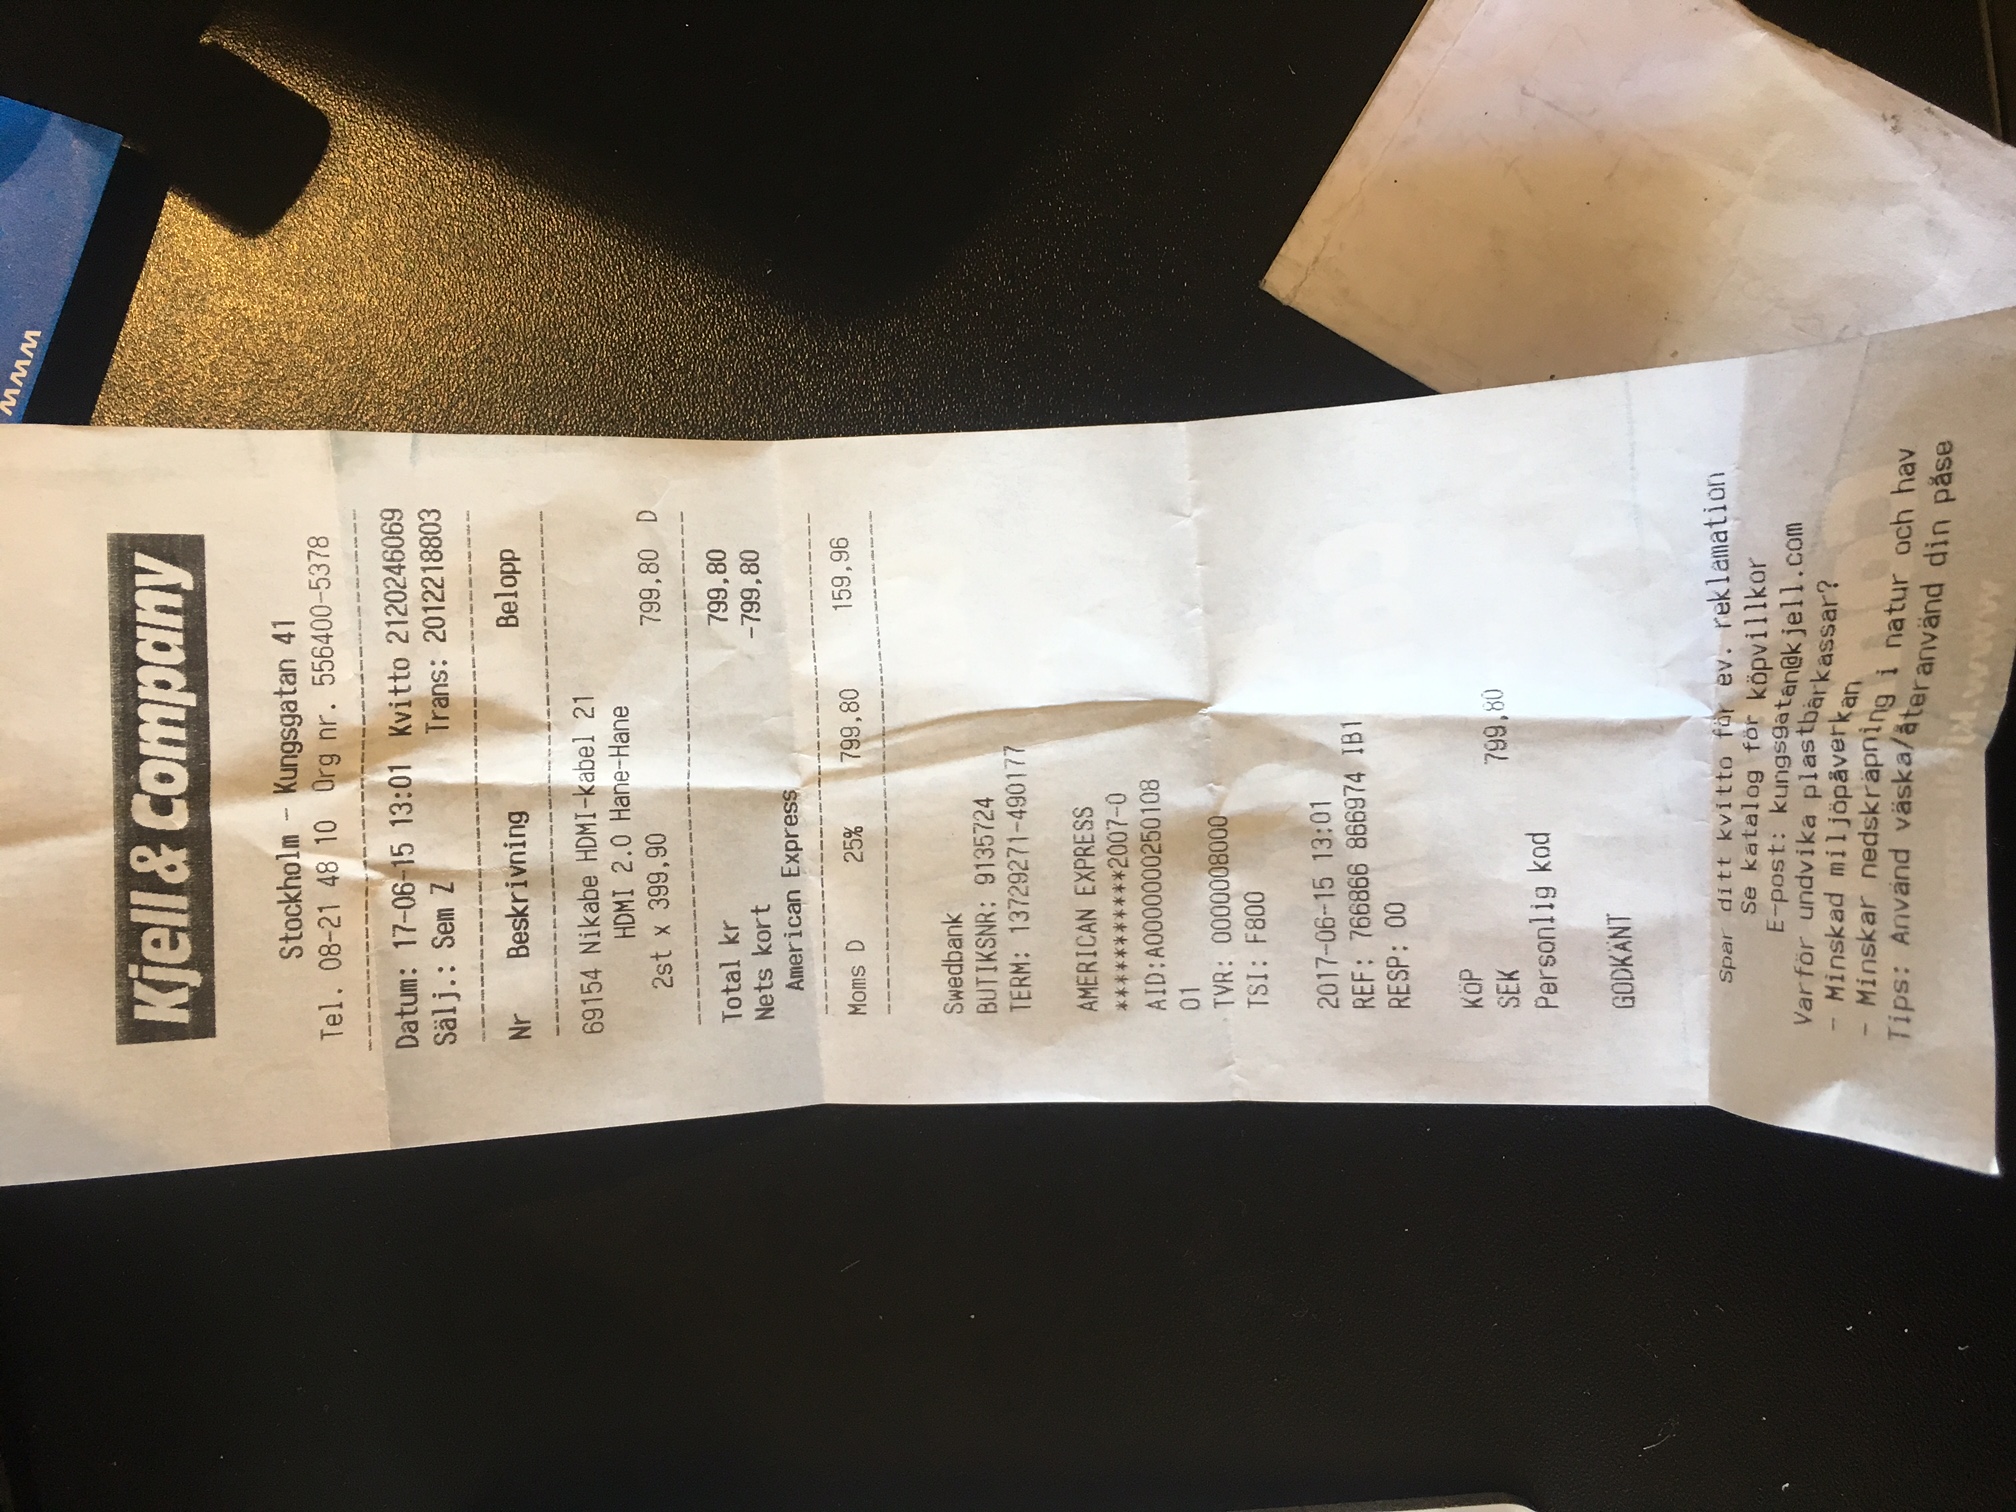 www
Kjell & Company
Stockholm - Kungsgatan 41
Tel. 08-21 48 10 Org nr. 556400-5378
Datum: 17-06-15 13:01 Kvitto 2120246069
Sälj.: Sem Z Trans: 2012218803
Nr Beskrivning Belopp
69154 Nikabe HDMI-kabel 21
HDMI 2.0 Hane-Hane
2st x 399,90 799,80 D
Total kr 799,80
Nets kort -799,80
American Express
Moms D 25% 799,80 159,96
Swedbank
BUTIKSNR: 9135724
TERM: 13729271-490177
AMERICAN EXPRESS
***********2007-0
AID:A0000000250108
01
TVR: 0000008000
TSI: F800
2017-06-15 13:01
REF: 766866 866974 IB1
RESP: 00
KÖP
SEK 799,80
Personlig kod
GODKÄNT
Spar ditt kvitto för ev. reklamation
Se katalog för köpvillkor
E-post: kungsgatan@kjell.com
Varför undvika plastbärkassar?
- Minskad miljöpåverkan
- Minskar nedskräpning i natur och hav
Tips: Använd väska/återanvänd din påse
www.kjell.com